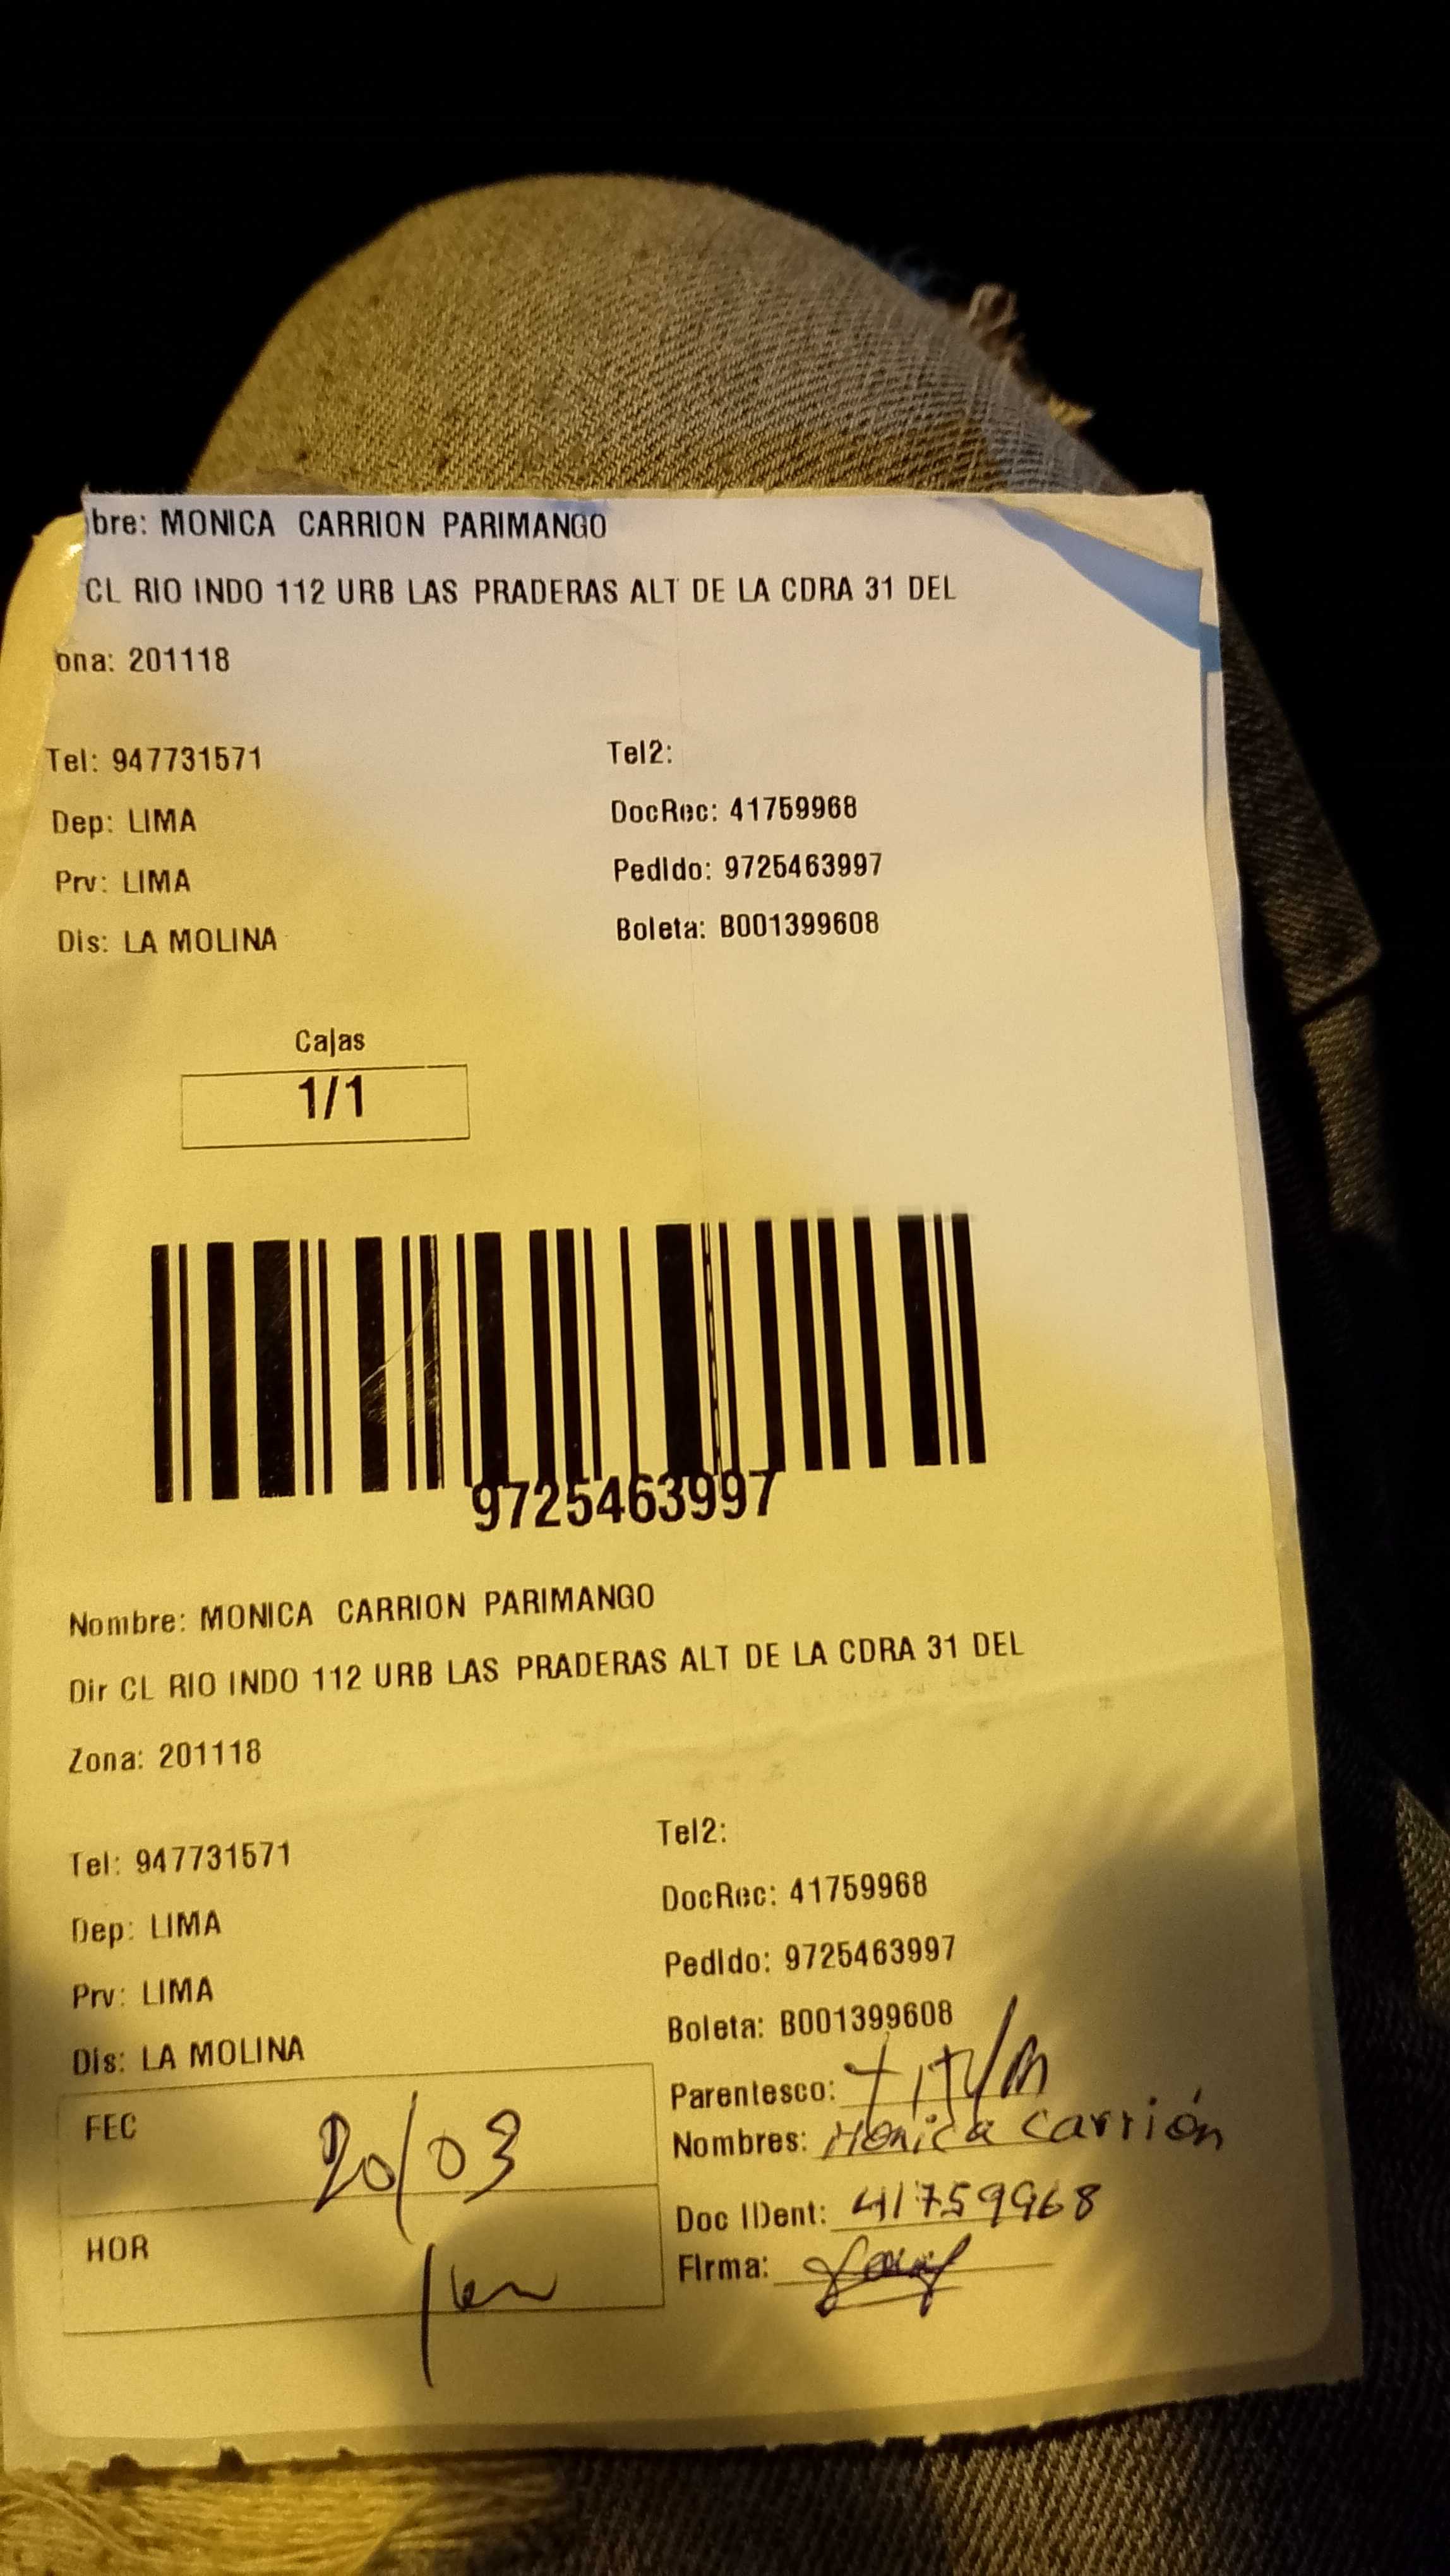 bre: MONICA CARRION PARIMANGO
CL RIO INDO 112 URB LAS PRADERAS ALT DE LA CDRA 31 DEL
ona: 201118
Tel: 947731571 Tel2:
Dep: LIMA DocRec: 41759968
Prv: LIMA Pedido: 9725463997
Dis: LA MOLINA Boleta: B001399608
Cajas
1/1
9725463997
Nombre: MONICA CARRION PARIMANGO
Dir CL RIO INDO 112 URB LAS PRADERAS ALT DE LA CDRA 31 DEL
Zona: 201118
Tel: 947731571 Tel2:
Dep: LIMA DocRec: 41759968
Prv: LIMA Pedido: 9725463997
Dis: LA MOLINA Boleta: B001399608
FEC 20/03 Parentesco:
Nombres: Monica Carrión
HOR Doc IDent: 41759968
Firma: